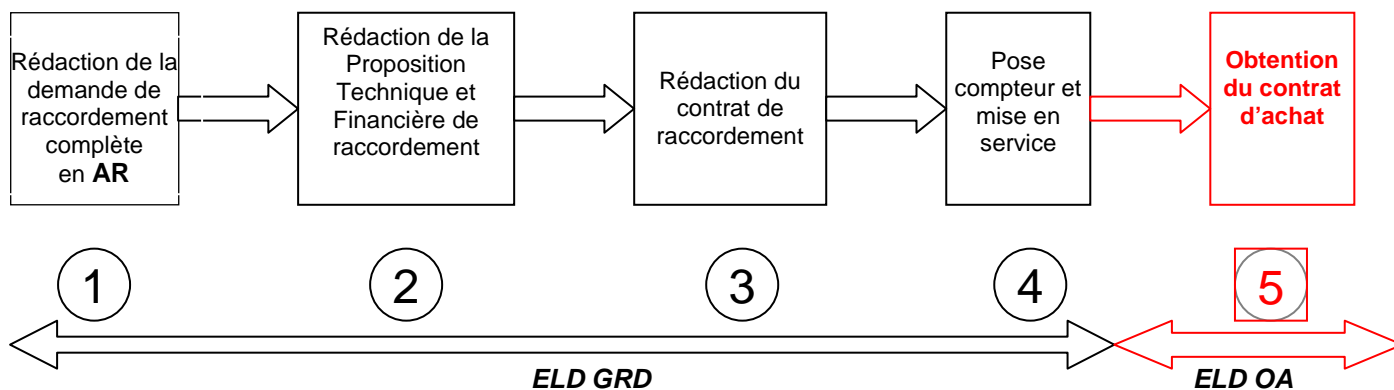 Rédaction de la
demande de
raccordement
complète
en AR
Rédaction de la
Proposition
Technique et
Financière de
raccordement
Rédaction du
contrat de
raccordement
Pose
compteur et
mise en
service
Obtention
du contrat
d’achat
1
2
3
4
5
ELD GRD
ELD OA